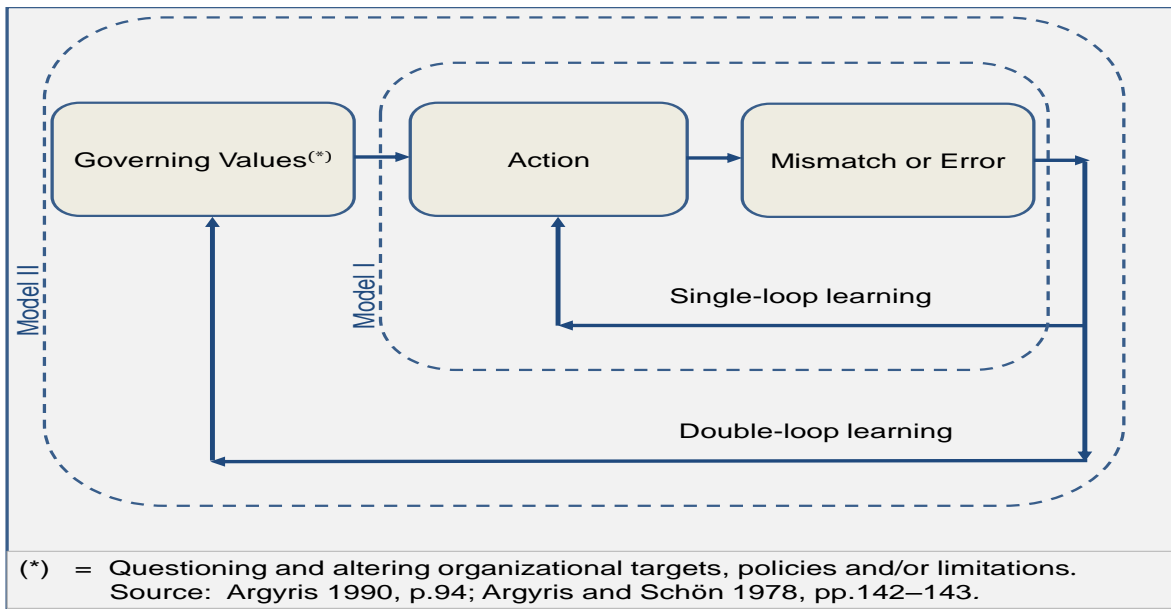 Governing Values(*)
Action
Mismatch or Error
Model II
Model I
Single-loop learning
Double-loop learning
(*) = Questioning and altering organizational targets, policies and/or limitations.
Source: Argyris 1990, p.94; Argyris and Schön 1978, pp.142–143.